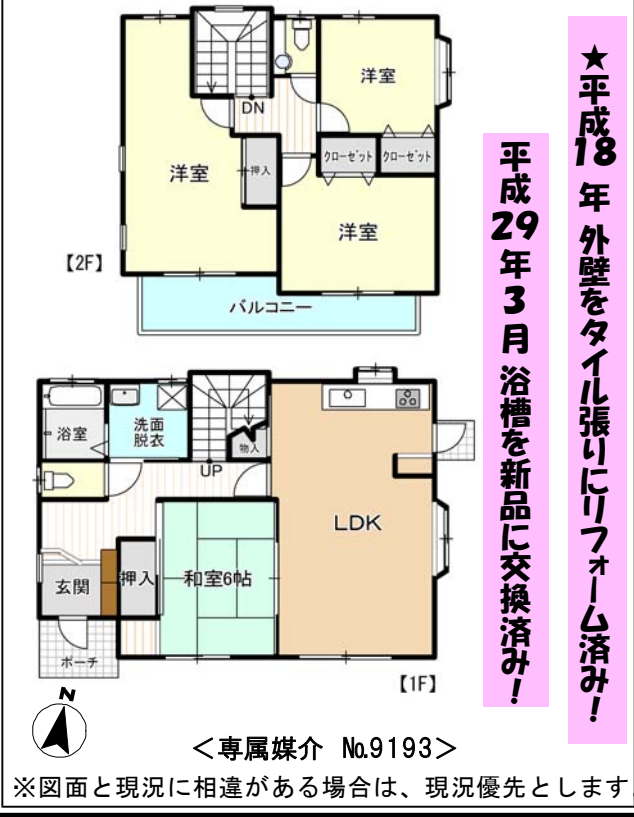 ★平成18年 外壁をタイル張りにリフォーム済み!
平成29年3月 浴槽を新品に交換済み!
洋室
DN
洋室
押入
クローゼット
クローゼット
洋室
【2F】
バルコニー
浴室
洗面
脱衣
物入
UP
LDK
玄関
押入
和室6帖
ポーチ
【1F】
N
<専属媒介 №9193>
※図面と現況に相違がある場合は、現況優先とします。